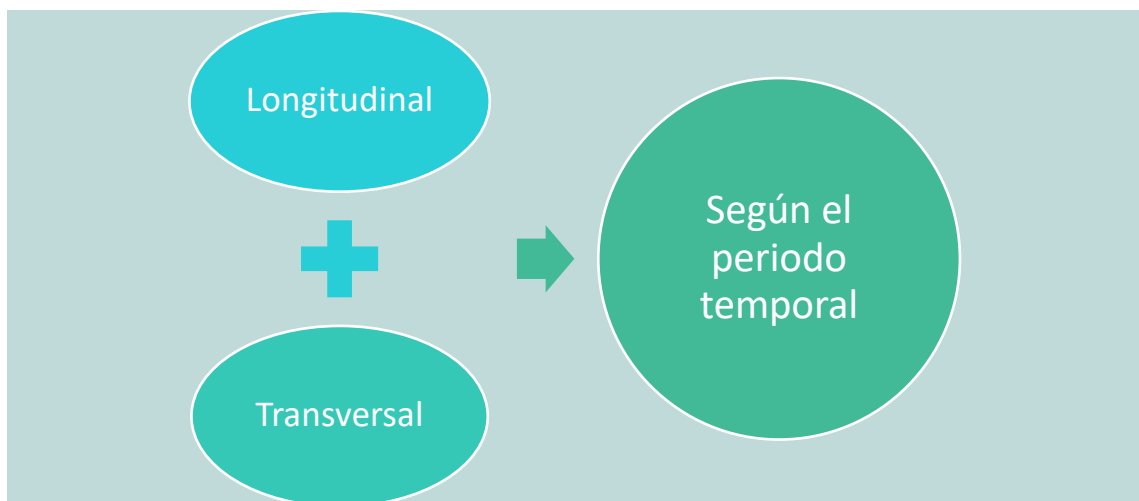 Longitudinal
Transversal
Según el
periodo
temporal